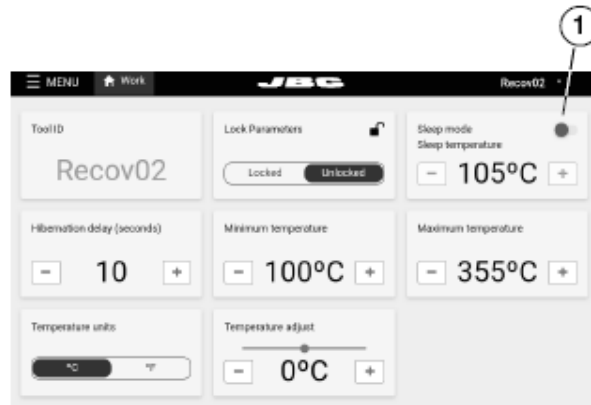 1
MENU Work JBC Recov02
Tool ID
Recov02
Lock Parameters
Locked Unlocked
Sleep mode
Sleep temperature
- 105ºC +
Hibernation delay (seconds)
- 10 +
Minimum temperature
- 100ºC +
Maximum temperature
- 355ºC +
Temperature units
ºC ºF
Temperature adjust
- 0ºC +